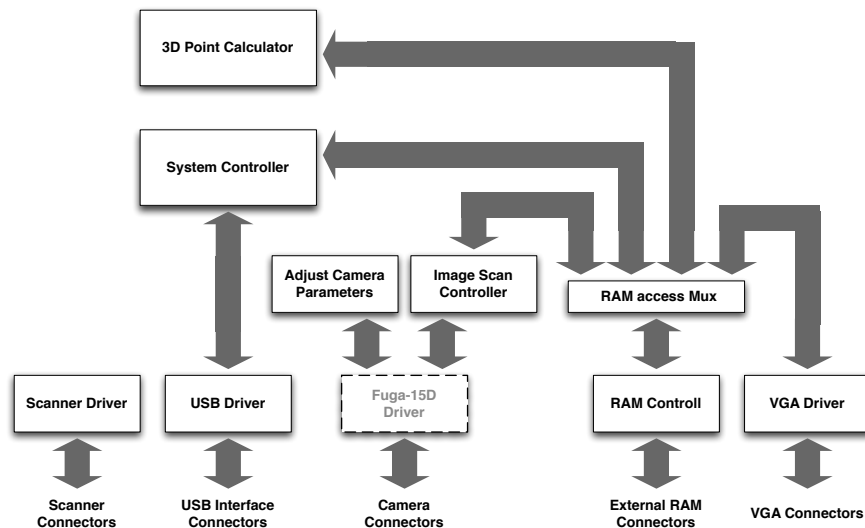 3D Point Calculator
System Controller
Adjust Camera
Parameters
Image Scan
Controller
RAM access Mux
Scanner Driver
USB Driver
Fuga-15D
Driver
RAM Controll
VGA Driver
Scanner
Connectors
USB Interface
Connectors
Camera
Connectors
External RAM
Connectors
VGA Connectors